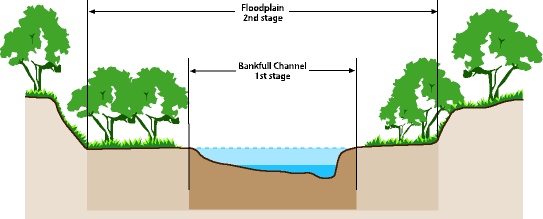 Floodplain
2nd stage
Bankfull Channel
1st stage